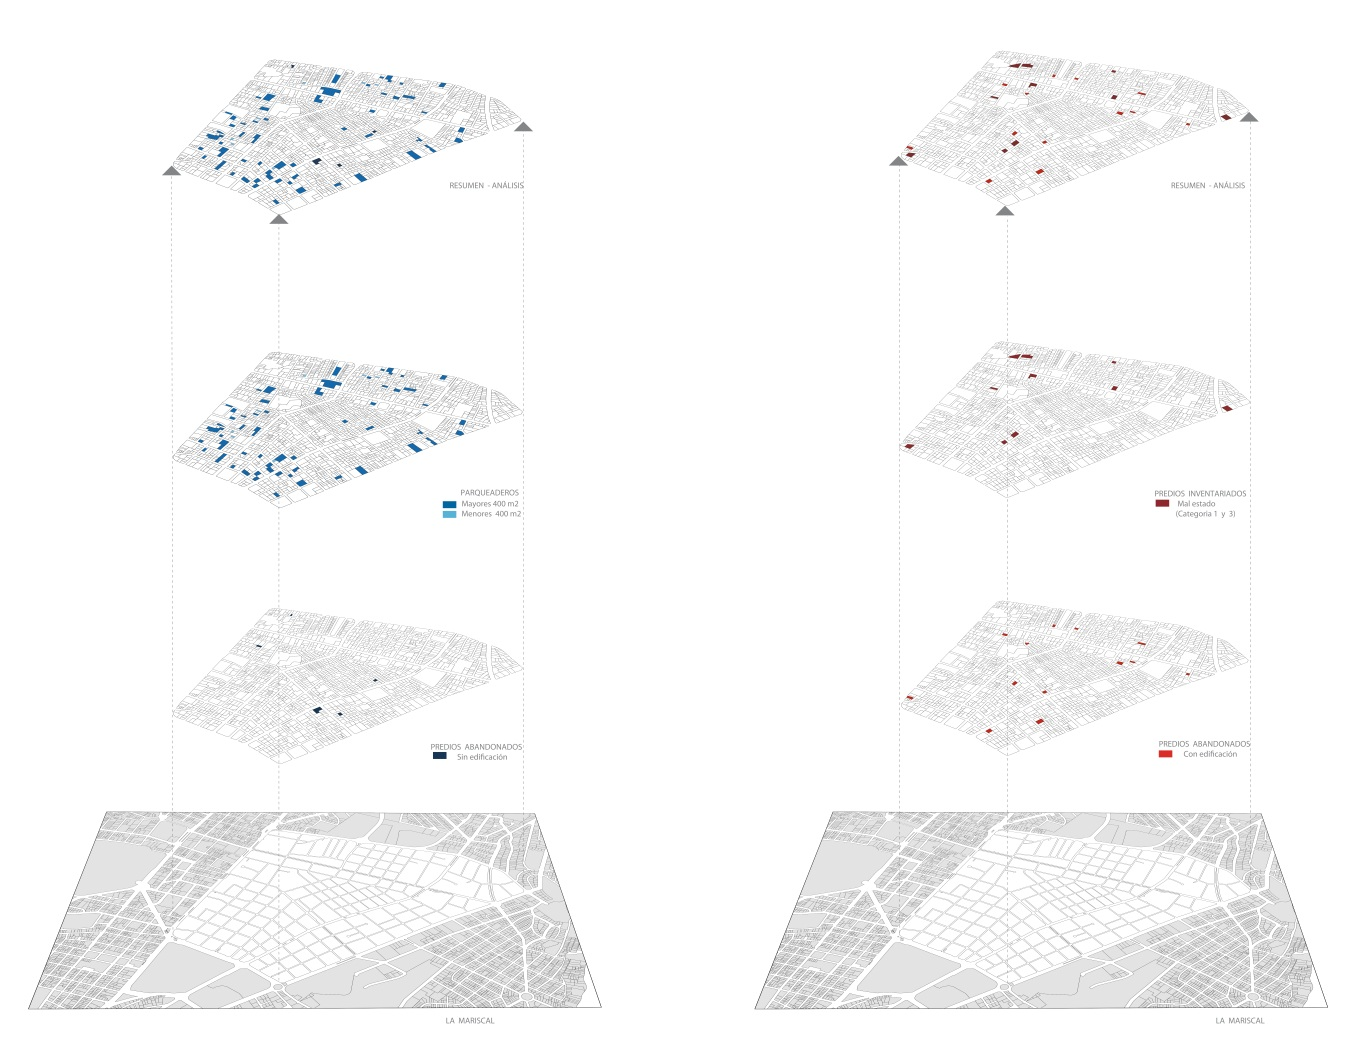 RESUMEN - ANÁLISIS
PARQUEADEROS
Mayores 400 m2
Menores 400 m2
PREDIOS ABANDONADOS
Sin edificación
LA MARISCAL
RESUMEN - ANÁLISIS
PREDIOS INVENTARIADOS
Mal estado
(Categoria 1 y 3)
PREDIOS ABANDONADOS
Con edificación
LA MARISCAL